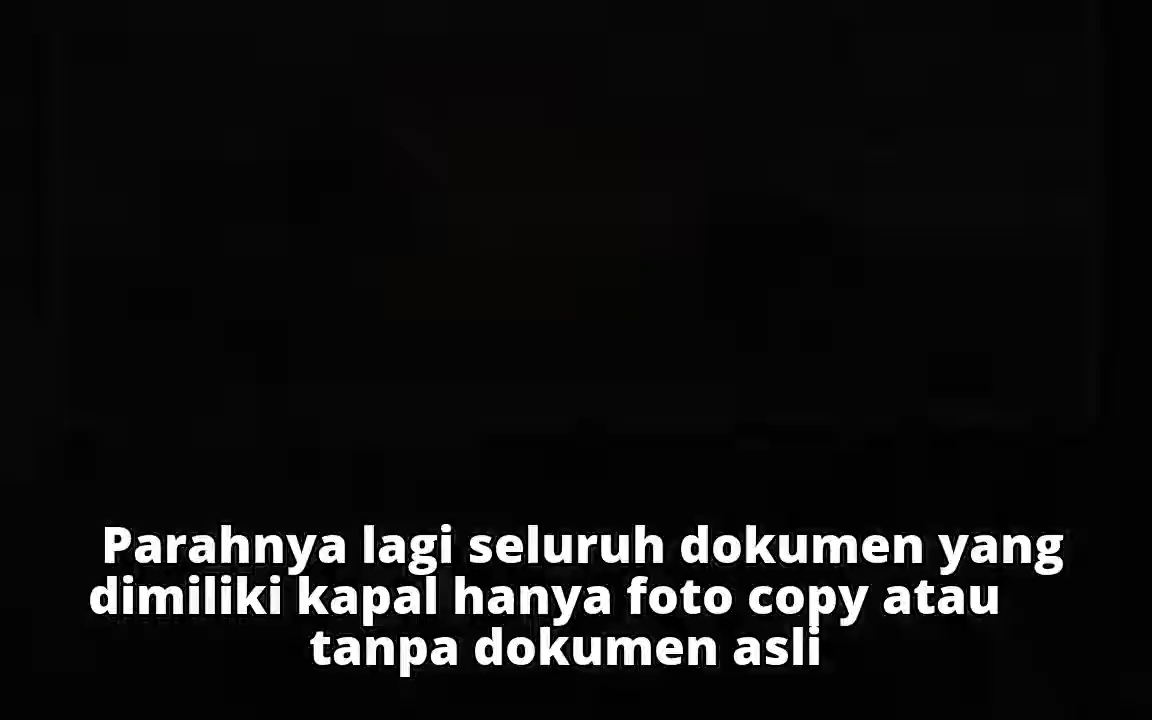 Parahnya lagi seluruh dokumen yang
dimiliki kapal hanya foto copy atau
tanpa dokumen asli